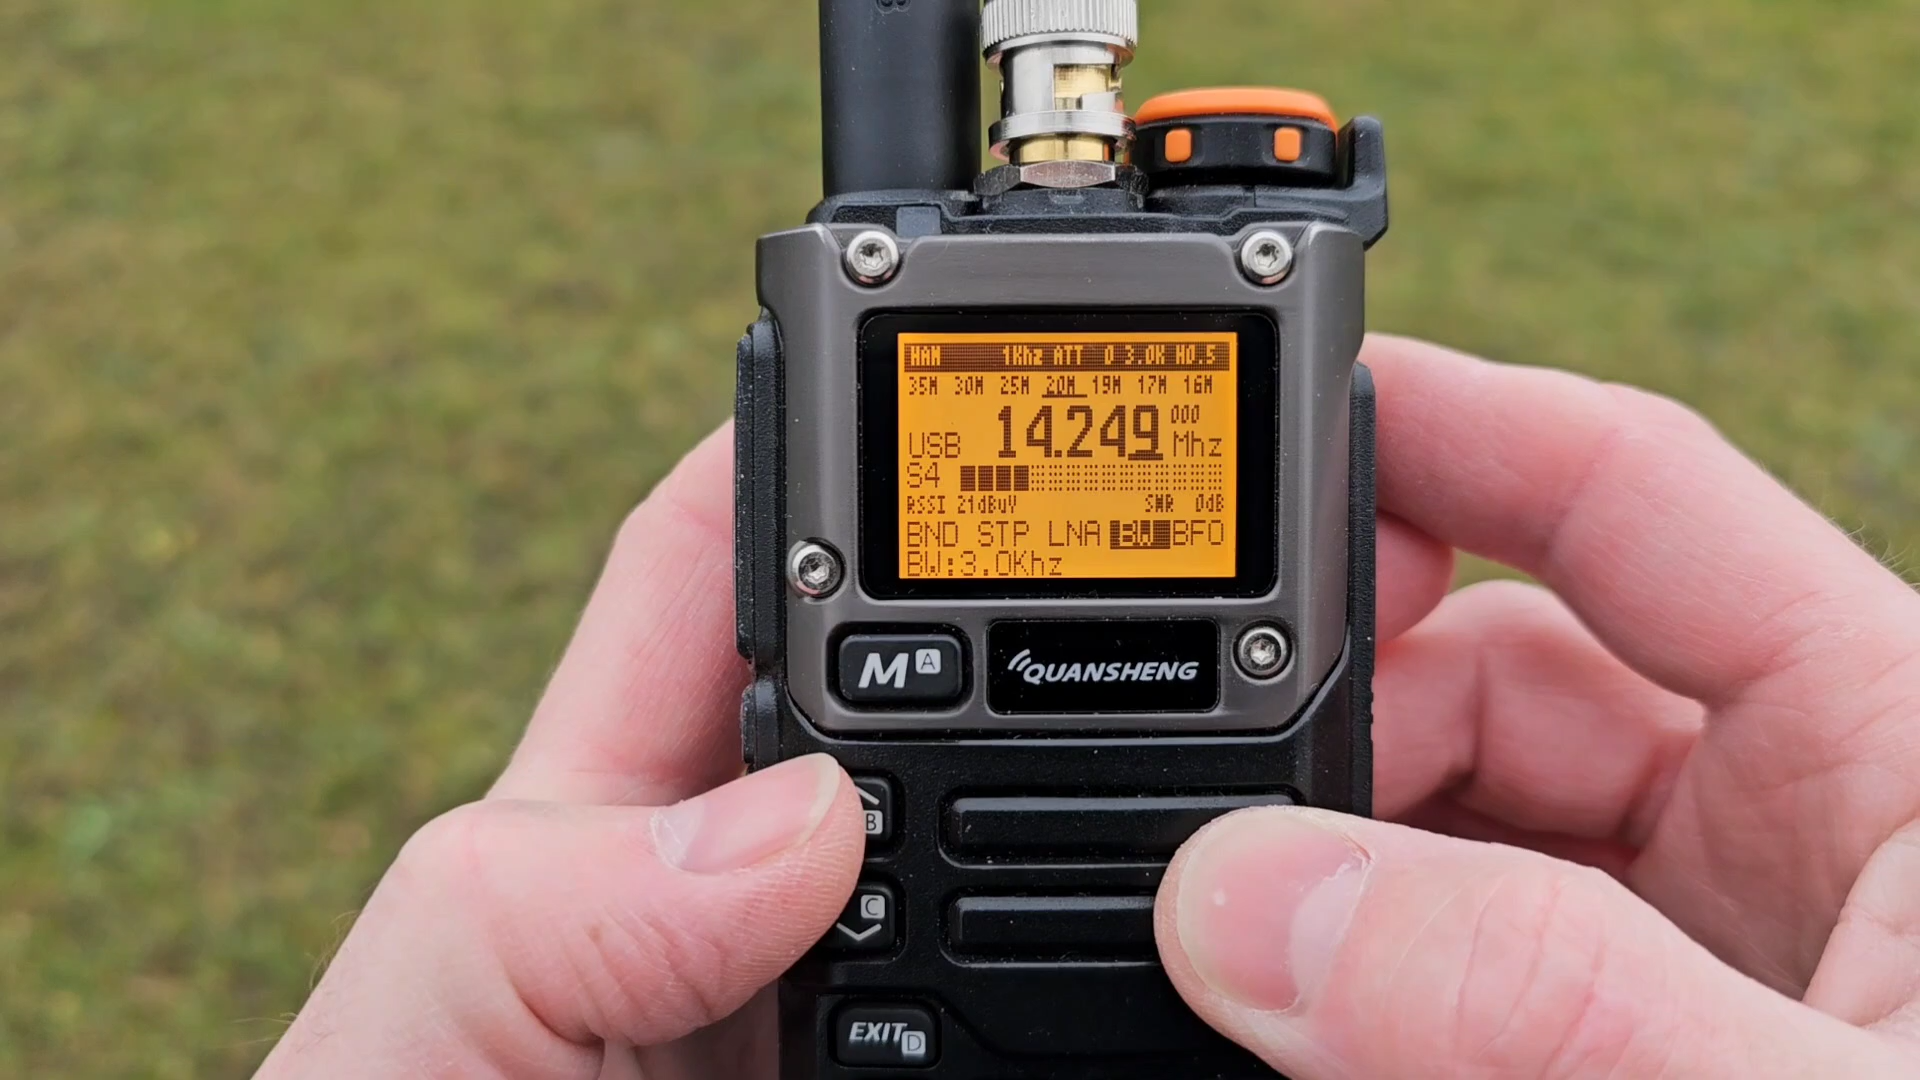 HAM 1Khz ATT 0 3.0K H0.5
35M 30M 25M 20M 19M 17M 16M
14.249 000
USB Mhz
S4
RSSI 21dBuV SNR 0dB
BND STP LNA BW BFO
BW:3.0Khz
M A
QUANSHENG
B
C
EXIT D